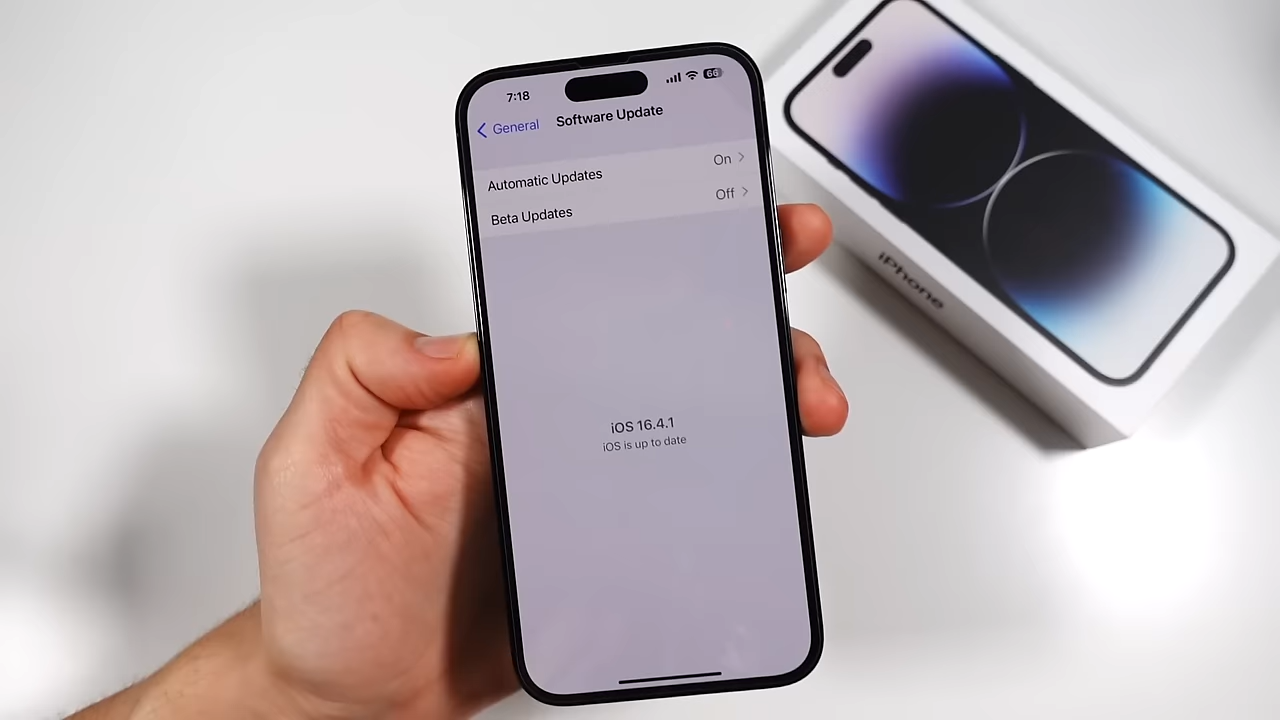 7:18
66
General
Software Update
Automatic Updates
On
Beta Updates
Off
iOS 16.4.1
iOS is up to date
iPhone